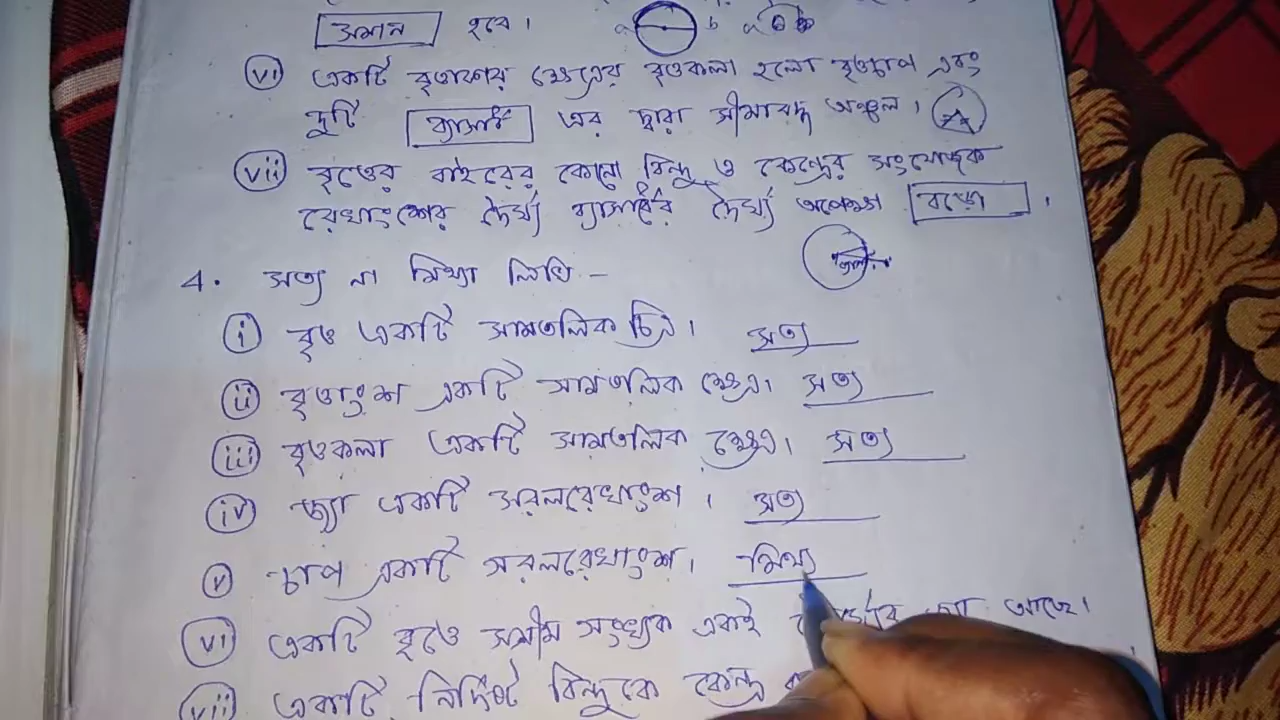 সমান হবে।
vi একটি বৃত্তাকার ক্ষেত্রের বৃত্তকলা হলো বৃত্তচাপ এবং
দুটি ব্যাসার্ধ এর দ্বারা সীমাবদ্ধ অঞ্চল।
vii বৃত্তের বাইরের কোনো বিন্দু ও কেন্দ্রের সংযোজক
রেখাংশের দৈর্ঘ্য ব্যাসার্ধের দৈর্ঘ্য অপেক্ষা বড়ো।
4. সত্য না মিথ্যা লিখি -
i বৃত্ত একটি সামতলিক চিত্র। সত্য
ii বৃত্তাংশ একটি সামতলিক ক্ষেত্র। সত্য
iii বৃত্তকলা একটি সামতলিক ক্ষেত্র। সত্য
iv জ্যা একটি সরলরেখাংশ। সত্য
v চাপ একটি সরলরেখাংশ। মিথ্য
vi একটি বৃত্তে সসীম সংখ্যক একই জ্যা আছে।
vii একটি নির্দিষ্ট বিন্দুকে কেন্দ্র